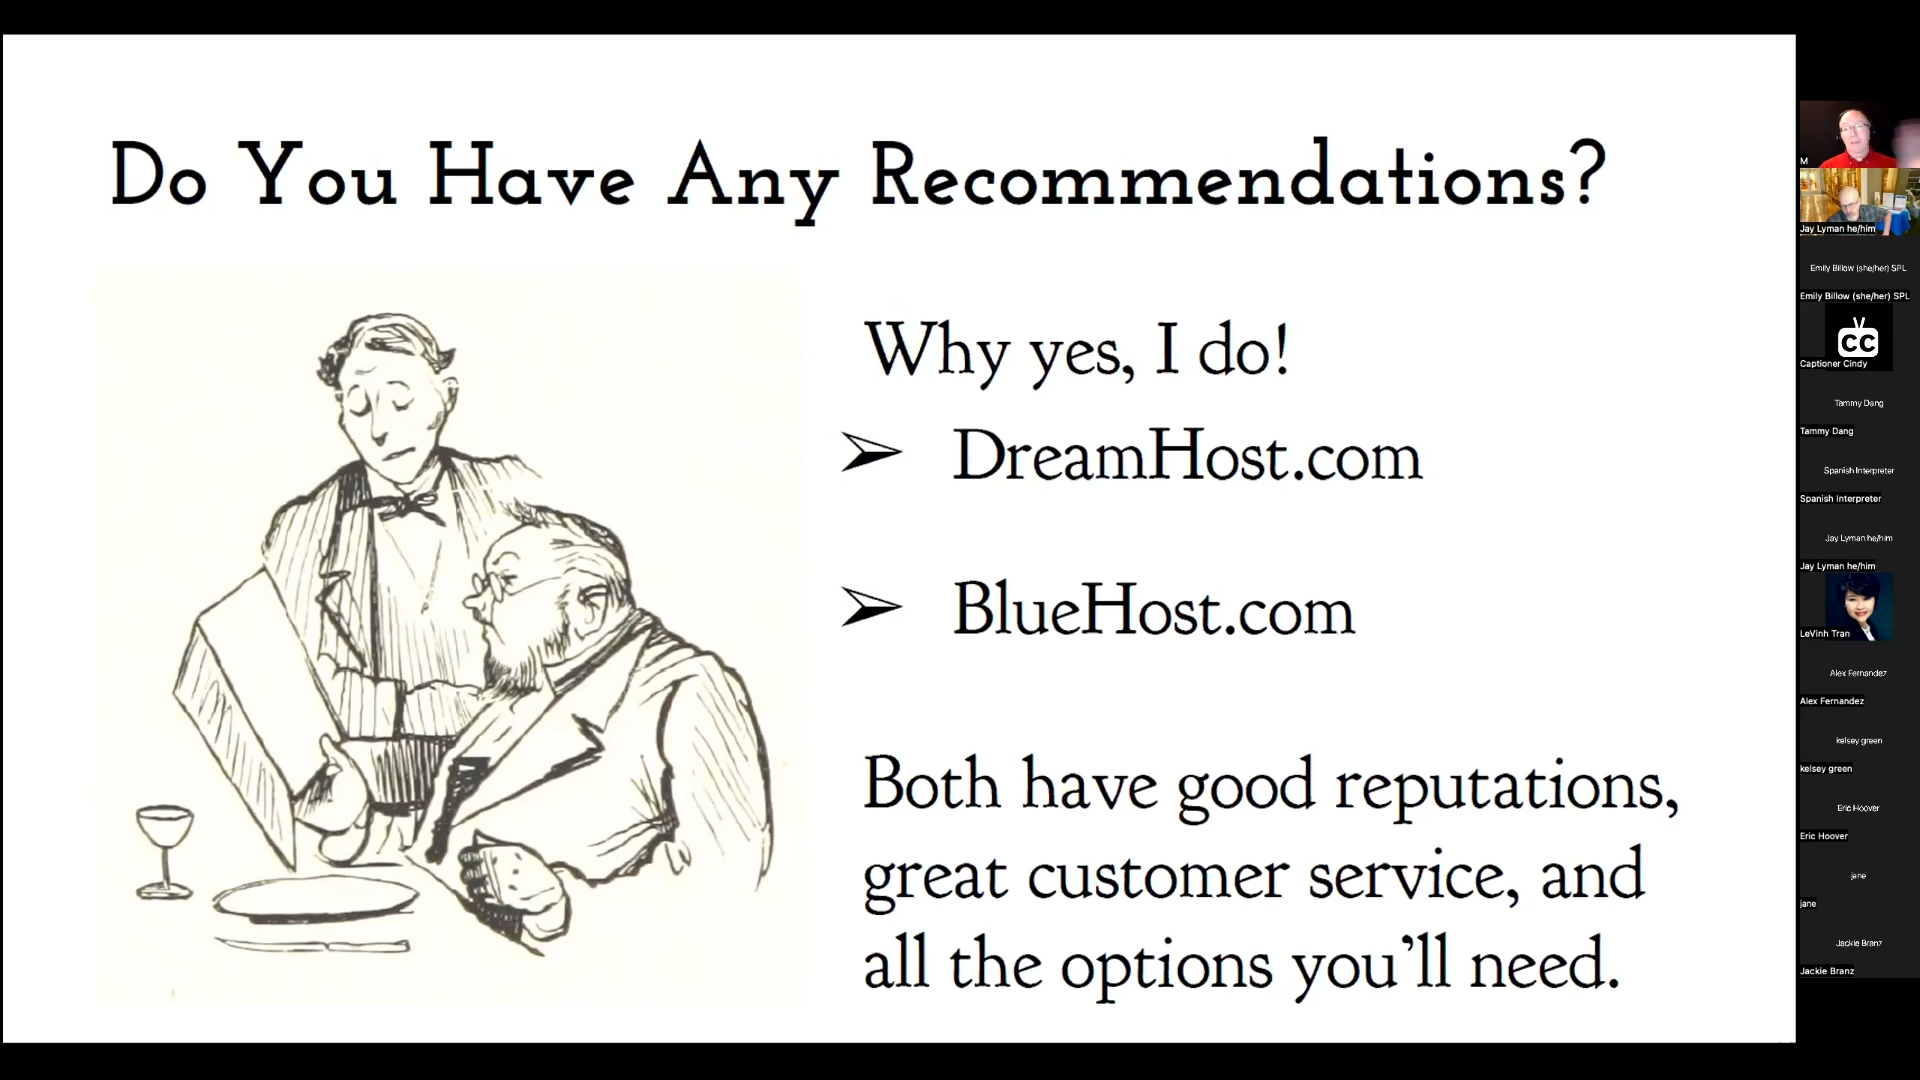 Do You Have Any Recommendations?
Why yes, I do!
➢ DreamHost.com
➢ BlueHost.com
Both have good reputations,
great customer service, and
all the options you’ll need.
M
Jay Lyman he/him
Emily Billow (she/her) SPL
Emily Billow (she/her) SPL
CC
Captioner Cindy
Tammy Dang
Tammy Dang
Spanish Interpreter
Spanish Interpreter
Jay Lyman he/him
Jay Lyman he/him
LeVinh Tran
Alex Fernandez
Alex Fernandez
kelsey green
kelsey green
Eric Hoover
Eric Hoover
jane
jane
Jackie Branz
Jackie Branz